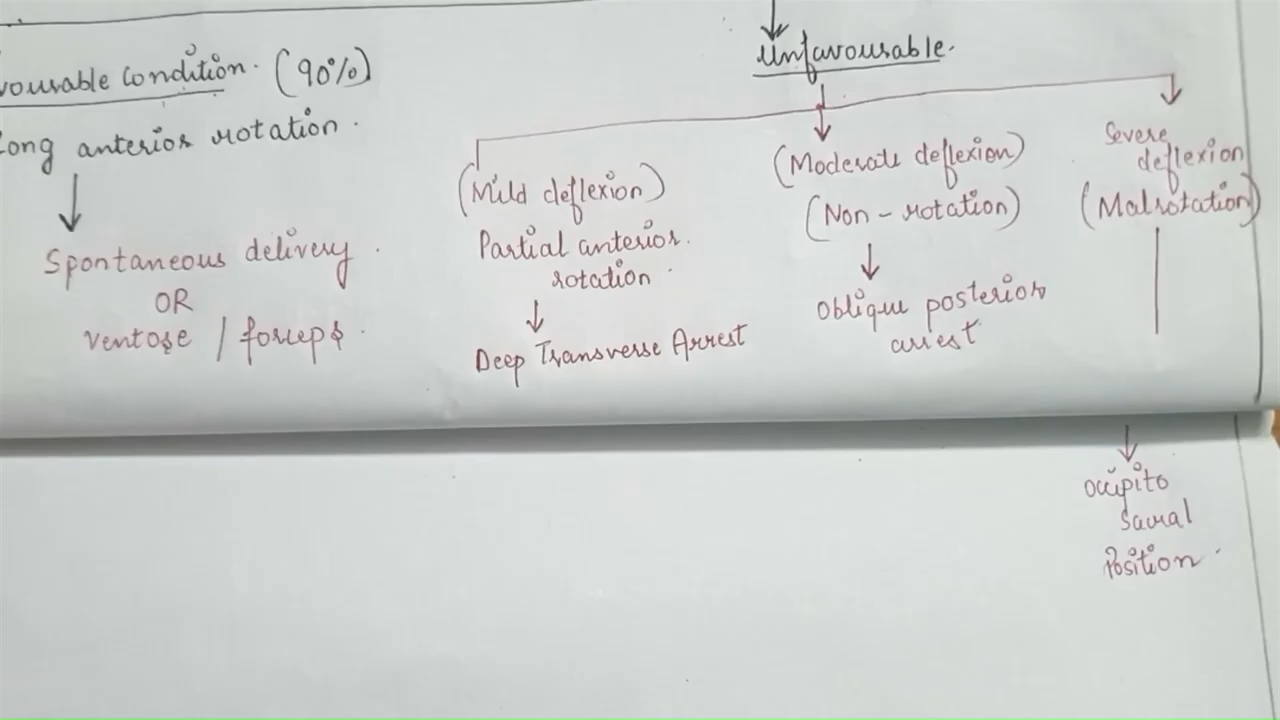 vourable condition. (90%)
Long anterior rotation.
Spontaneous delivery.
OR
ventose / forceps.
Unfavourable.
(Mild deflexion)
Partial anterior.
rotation.
Deep Transverse Arrest
(Moderate deflexion)
(Non-rotation)
Oblique posterior
arrest
Severe
deflexion
(Malrotation)
Occipito
Sacral
Position.